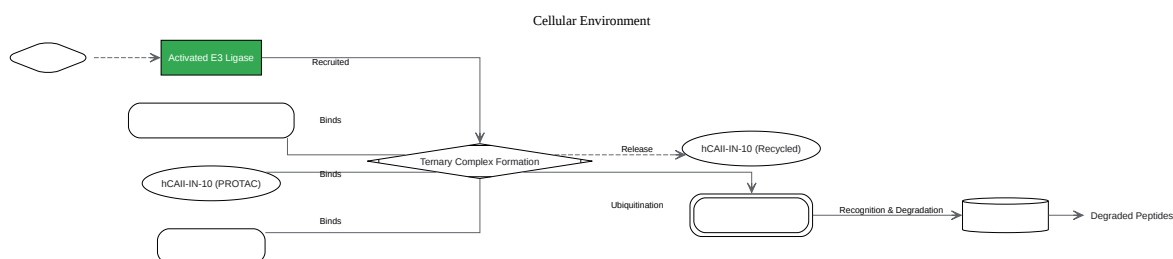 Cellular Environment
Activated E3 Ligase
Recruited
Binds
Release
hCAII-IN-10 (Recycled)
Ternary Complex Formation
hCAII-IN-10 (PROTAC)
Binds
Ubiquitination
Recognition & Degradation
Degraded Peptides
Binds